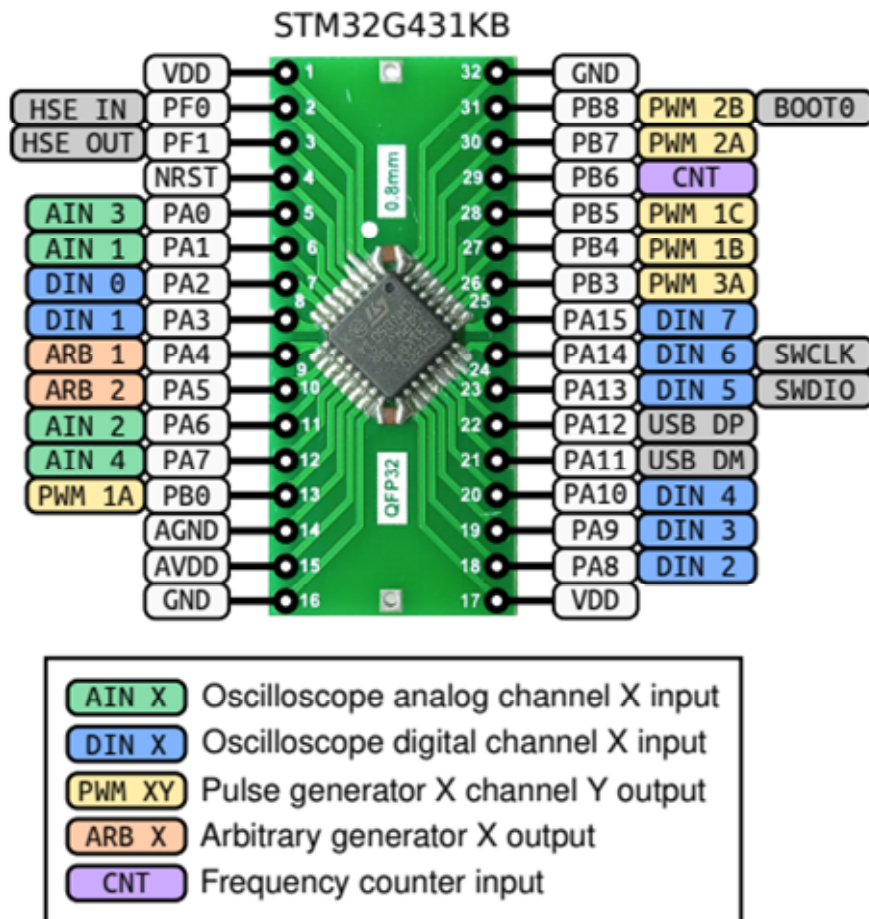 STM32G431KB
VDD 1 32 GND
HSE IN PF0 2 31 PB8 PWM 2B BOOT0
HSE OUT PF1 3 30 PB7 PWM 2A
NRST 4 29 PB6 CNT
AIN 3 PA0 5 28 PB5 PWM 1C
AIN 1 PA1 6 27 PB4 PWM 1B
DIN 0 PA2 7 26 PB3 PWM 3A
DIN 1 PA3 8 25 PA15 DIN 7
ARB 1 PA4 9 24 PA14 DIN 6 SWCLK
ARB 2 PA5 10 23 PA13 DIN 5 SWDIO
AIN 2 PA6 11 22 PA12 USB DP
AIN 4 PA7 12 21 PA11 USB DM
PWM 1A PB0 13 20 PA10 DIN 4
AGND 14 19 PA9 DIN 3
AVDD 15 18 PA8 DIN 2
GND 16 17 VDD
0.8mm
QFP32
AIN X Oscilloscope analog channel X input
DIN X Oscilloscope digital channel X input
PWM XY Pulse generator X channel Y output
ARB X Arbitrary generator X output
CNT Frequency counter input